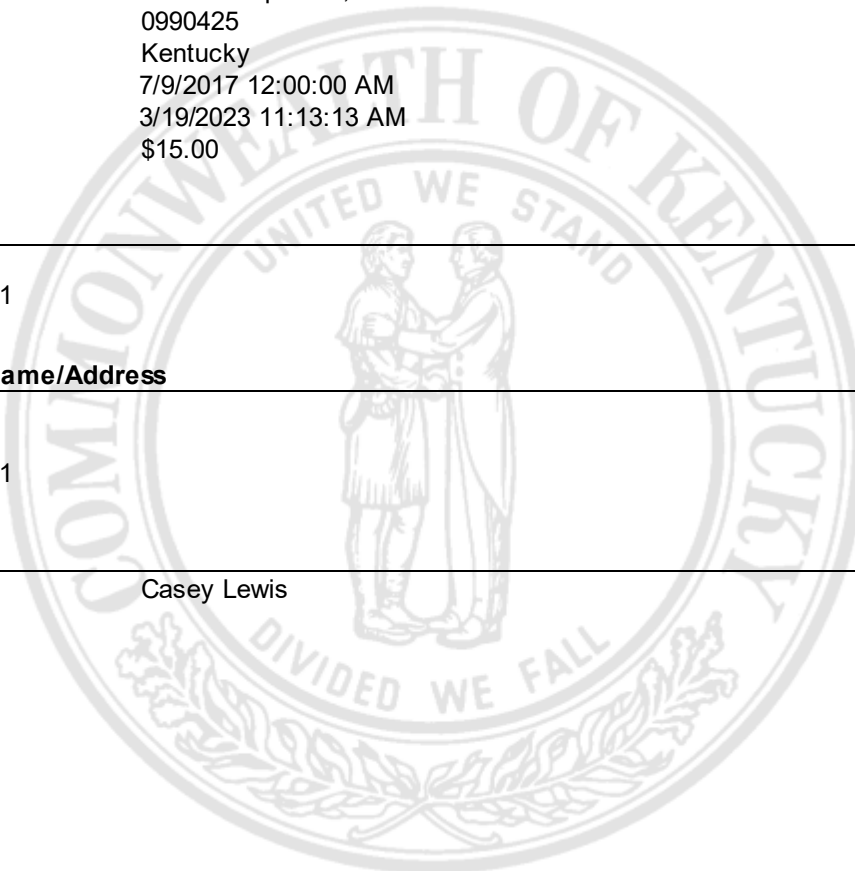 0990425
Kentucky
7/9/2017 12:00:00 AM
3/19/2023 11:13:13 AM
$15.00
COMMONWEALTH OF KENTUCKY
UNITED WE STAND
1
ame/Address
1
Casey Lewis
DIVIDED WE FALL